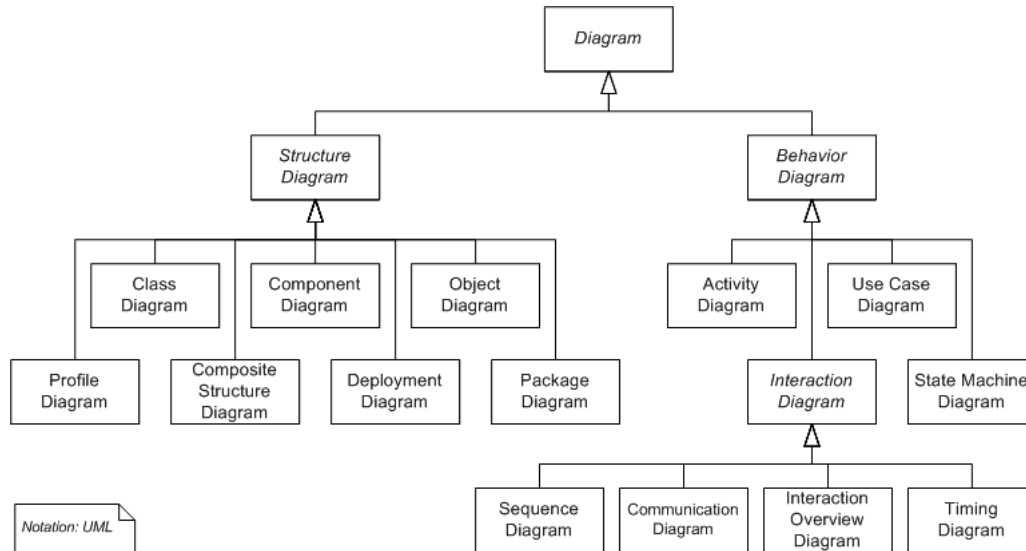 Diagram
Structure
Diagram
Behavior
Diagram
Class
Diagram
Component
Diagram
Object
Diagram
Activity
Diagram
Use Case
Diagram
Profile
Diagram
Composite
Structure
Diagram
Deployment
Diagram
Package
Diagram
Interaction
Diagram
State Machine
Diagram
Sequence
Diagram
Communication
Diagram
Interaction
Overview
Diagram
Timing
Diagram
Notation: UML